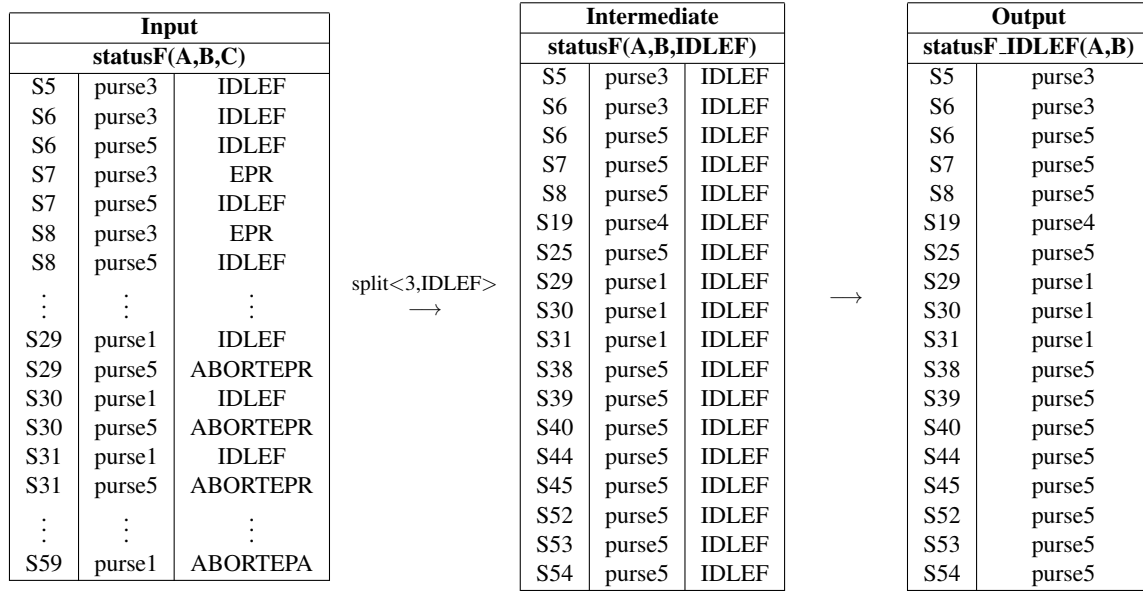 Input
statusF(A,B,C)
S5 purse3 IDLEF
S6 purse3 IDLEF
S6 purse5 IDLEF
S7 purse3 EPR
S7 purse5 IDLEF
S8 purse3 EPR
S8 purse5 IDLEF
⋮ ⋮ ⋮
S29 purse1 IDLEF
S29 purse5 ABORTEPR
S30 purse1 IDLEF
S30 purse5 ABORTEPR
S31 purse1 IDLEF
S31 purse5 ABORTEPR
⋮ ⋮ ⋮
S59 purse1 ABORTEPA
split<3,IDLEF>
⟶
Intermediate
statusF(A,B,IDLEF)
S5 purse3 IDLEF
S6 purse3 IDLEF
S6 purse5 IDLEF
S7 purse5 IDLEF
S8 purse5 IDLEF
S19 purse4 IDLEF
S25 purse5 IDLEF
S29 purse1 IDLEF
S30 purse1 IDLEF
S31 purse1 IDLEF
S38 purse5 IDLEF
S39 purse5 IDLEF
S40 purse5 IDLEF
S44 purse5 IDLEF
S45 purse5 IDLEF
S52 purse5 IDLEF
S53 purse5 IDLEF
S54 purse5 IDLEF
⟶
Output
statusF_IDLEF(A,B)
S5 purse3
S6 purse3
S6 purse5
S7 purse5
S8 purse5
S19 purse4
S25 purse5
S29 purse1
S30 purse1
S31 purse1
S38 purse5
S39 purse5
S40 purse5
S44 purse5
S45 purse5
S52 purse5
S53 purse5
S54 purse5